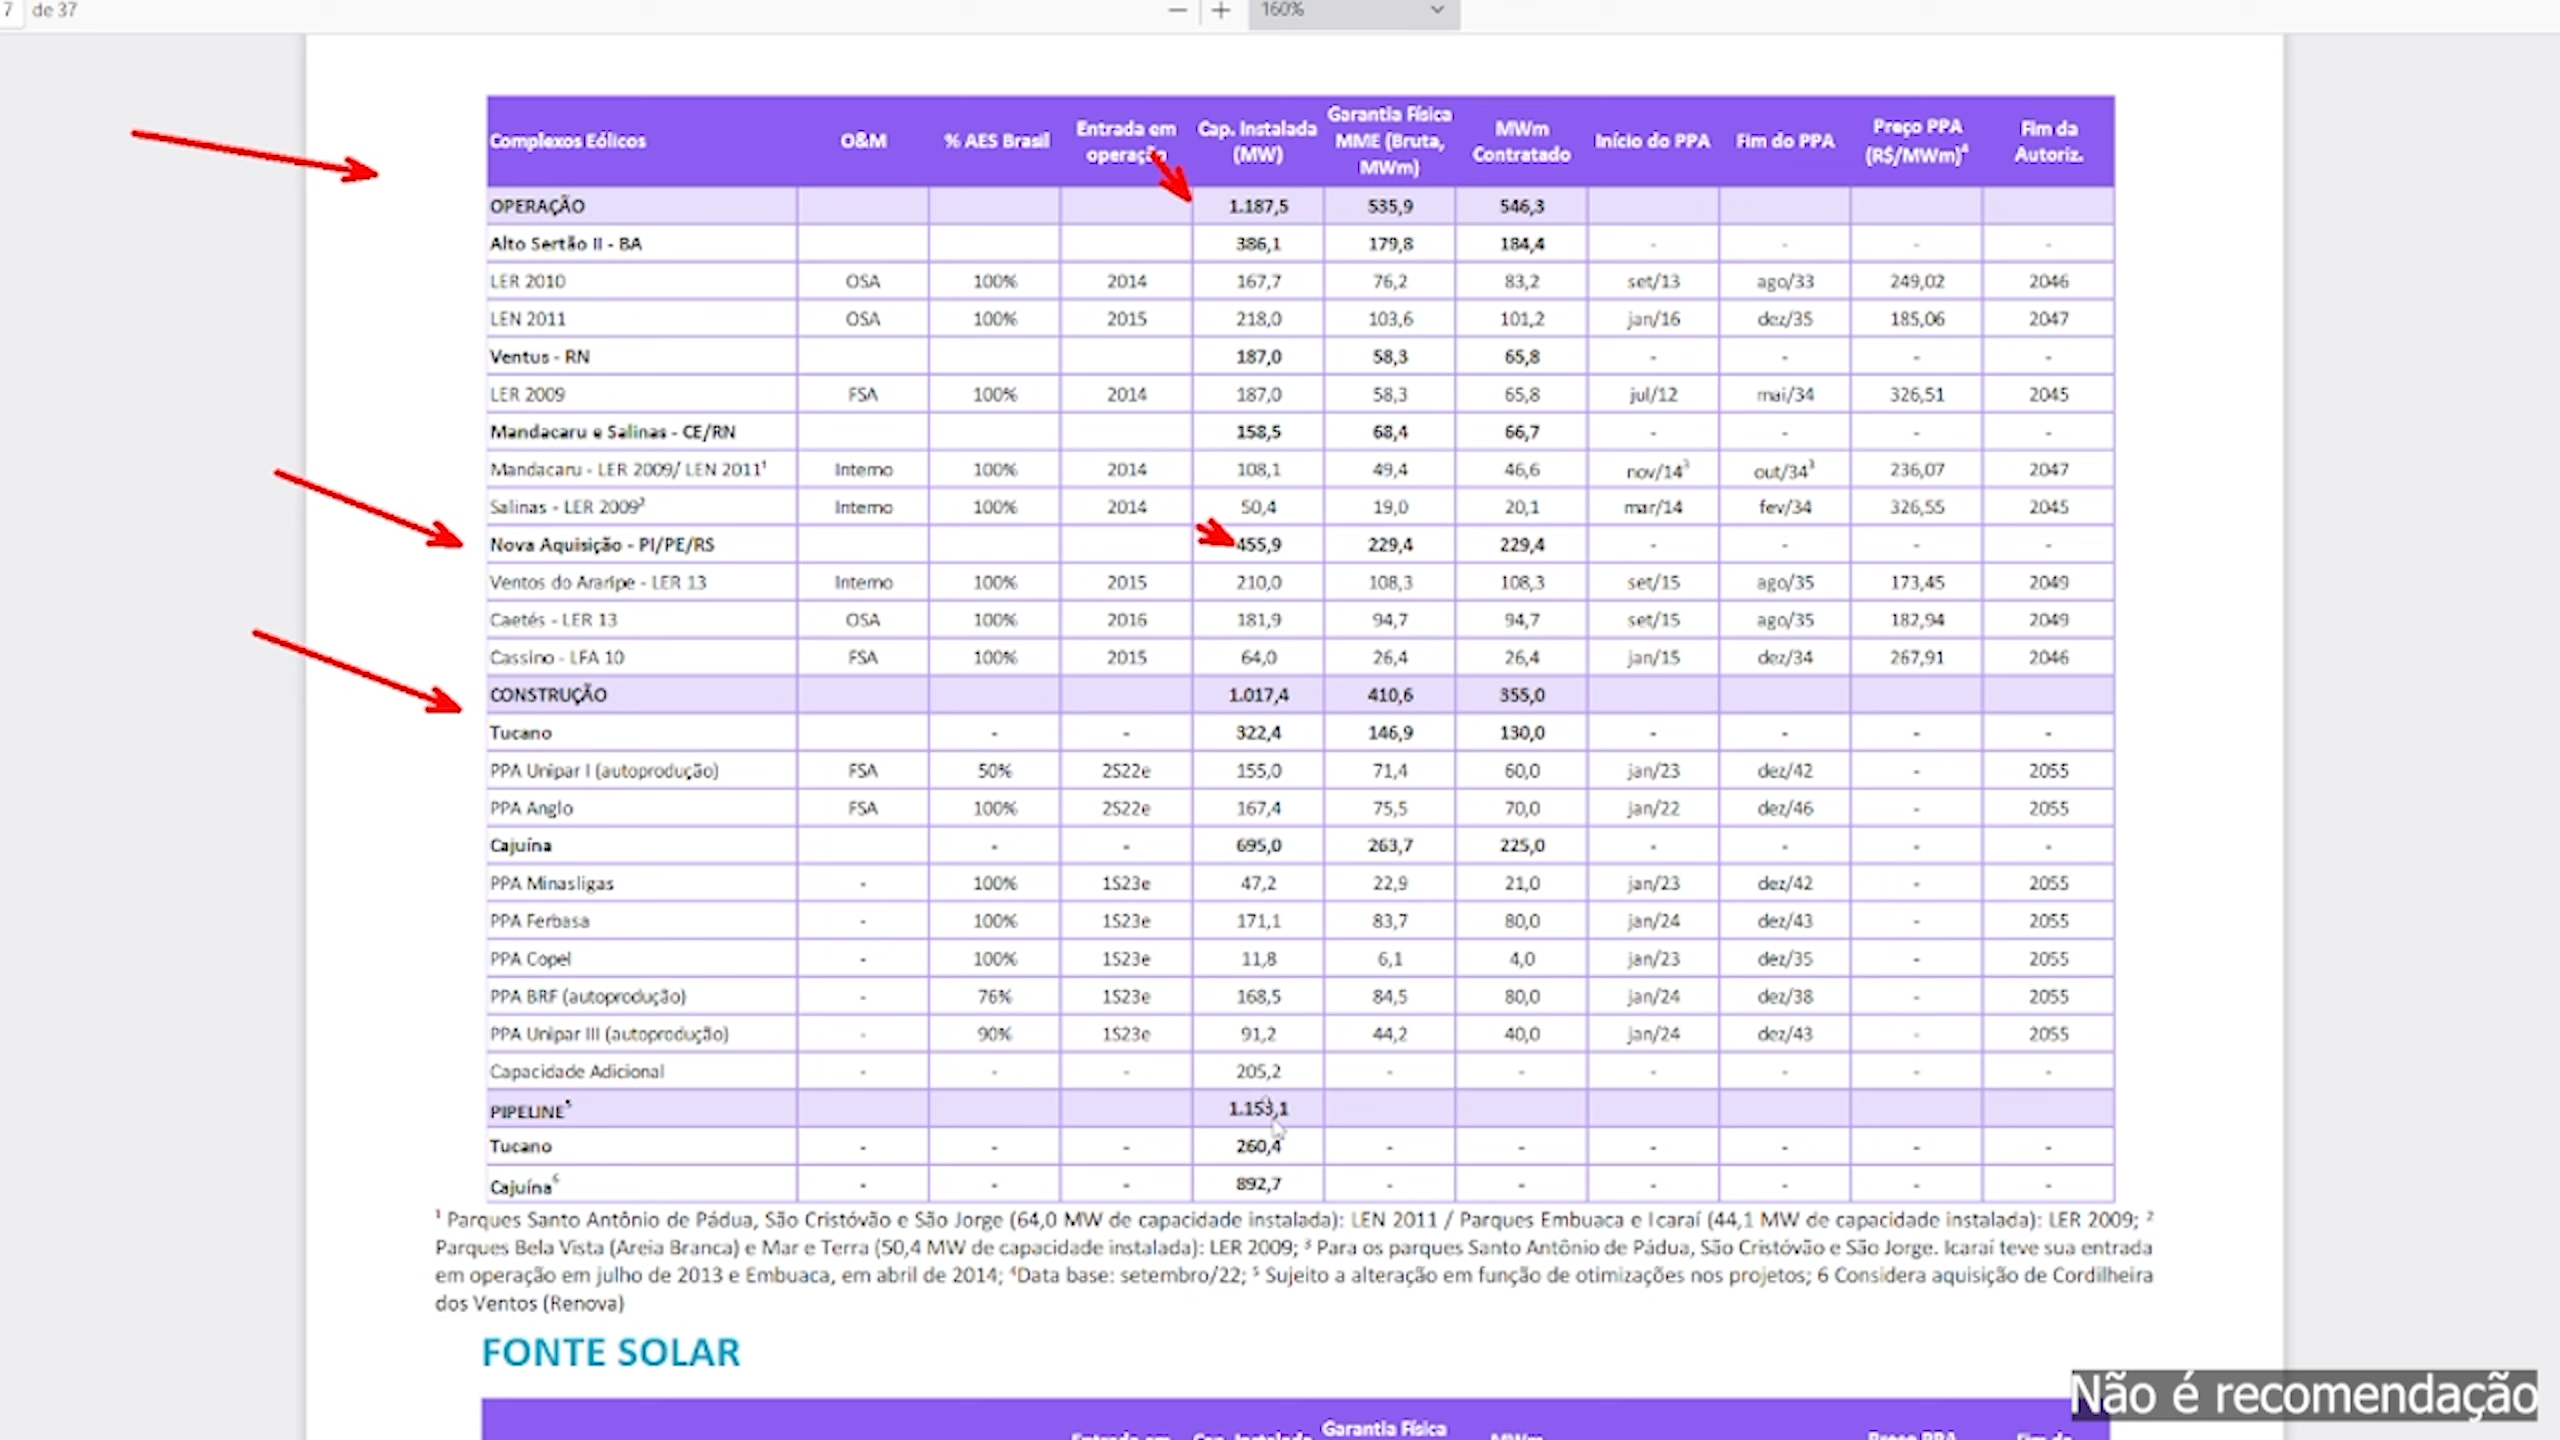 7 de 37 160%
Complexos Eólicos O&M % AES Brasil Entrada em operação Cap. Instalada (MW) Garantia Física MME (Bruta, MWm) MWm Contratado Início do PPA Fim do PPA Preço PPA (R$/MWm)⁴ Fim da Autoriz.
OPERAÇÃO 1.187,5 535,9 546,3
Alto Sertão II - BA 386,1 179,8 184,4 - - - -
LER 2010 OSA 100% 2014 167,7 76,2 83,2 set/13 ago/33 249,02 2046
LEN 2011 OSA 100% 2015 218,0 103,6 101,2 jan/16 dez/35 185,06 2047
Ventus - RN 187,0 58,3 65,8 - - - -
LER 2009 FSA 100% 2014 187,0 58,3 65,8 jul/12 mai/34 326,51 2045
Mandacaru e Salinas - CE/RN 158,5 68,4 66,7 - - - -
Mandacaru - LER 2009/ LEN 2011¹ Interno 100% 2014 108,1 49,4 46,6 nov/14³ out/34³ 236,07 2047
Salinas - LER 2009² Interno 100% 2014 50,4 19,0 20,1 mar/14 fev/34 326,55 2045
Nova Aquisição - PI/PE/RS 455,9 229,4 229,4 - - - -
Ventos do Araripe - LER 13 Interno 100% 2015 210,0 108,3 108,3 set/15 ago/35 173,45 2049
Caetés - LER 13 OSA 100% 2016 181,9 94,7 94,7 set/15 ago/35 182,94 2049
Cassino - LFA 10 FSA 100% 2015 64,0 26,4 26,4 jan/15 dez/34 267,91 2046
CONSTRUÇÃO 1.017,4 410,6 355,0
Tucano - - 322,4 146,9 130,0 - - - -
PPA Unipar I (autoprodução) FSA 50% 2S22e 155,0 71,4 60,0 jan/23 dez/42 - 2055
PPA Anglo FSA 100% 2S22e 167,4 75,5 70,0 jan/22 dez/46 - 2055
Cajuína - - 695,0 263,7 225,0 - - - -
PPA Minasligas - 100% 1S23e 47,2 22,9 21,0 jan/23 dez/42 - 2055
PPA Ferbasa - 100% 1S23e 171,1 83,7 80,0 jan/24 dez/43 - 2055
PPA Copel - 100% 1S23e 11,8 6,1 4,0 jan/23 dez/35 - 2055
PPA BRF (autoprodução) - 76% 1S23e 168,5 84,5 80,0 jan/24 dez/38 - 2055
PPA Unipar III (autoprodução) - 90% 1S23e 91,2 44,2 40,0 jan/24 dez/43 - 2055
Capacidade Adicional - - - 205,2 - - - - - -
PIPELINE⁵ 1.153,1
Tucano - - - 260,4 - - - - - -
Cajuína⁶ - - - 892,7 - - - - - -
¹ Parques Santo Antônio de Pádua, São Cristóvão e São Jorge (64,0 MW de capacidade instalada): LEN 2011 / Parques Embuaca e Icaraí (44,1 MW de capacidade instalada): LER 2009; ²
Parques Bela Vista (Areia Branca) e Mar e Terra (50,4 MW de capacidade instalada): LER 2009; ³ Para os parques Santo Antônio de Pádua, São Cristóvão e São Jorge. Icaraí teve sua entrada
em operação em julho de 2013 e Embuaca, em abril de 2014; ⁴Data base: setembro/22; ⁵ Sujeito a alteração em função de otimizações nos projetos; 6 Considera aquisição de Cordilheira
dos Ventos (Renova)
FONTE SOLAR
Não é recomendação
Garantia Física